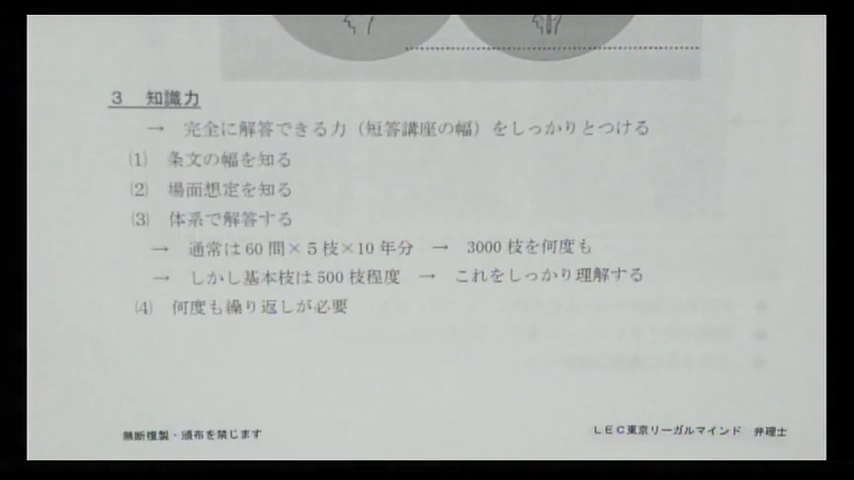 3　知識力
→　完全に解答できる力（短答講座の幅）をしっかりとつける
(1)　条文の幅を知る
(2)　場面想定を知る
(3)　体系で解答する
→　通常は60問×5枝×10年分　→　3000枝を何度も
→　しかし基本枝は500枝程度　→　これをしっかり理解する
(4)　何度も繰り返しが必要
無断複製・頒布を禁じます
LEC東京リーガルマインド　弁理士